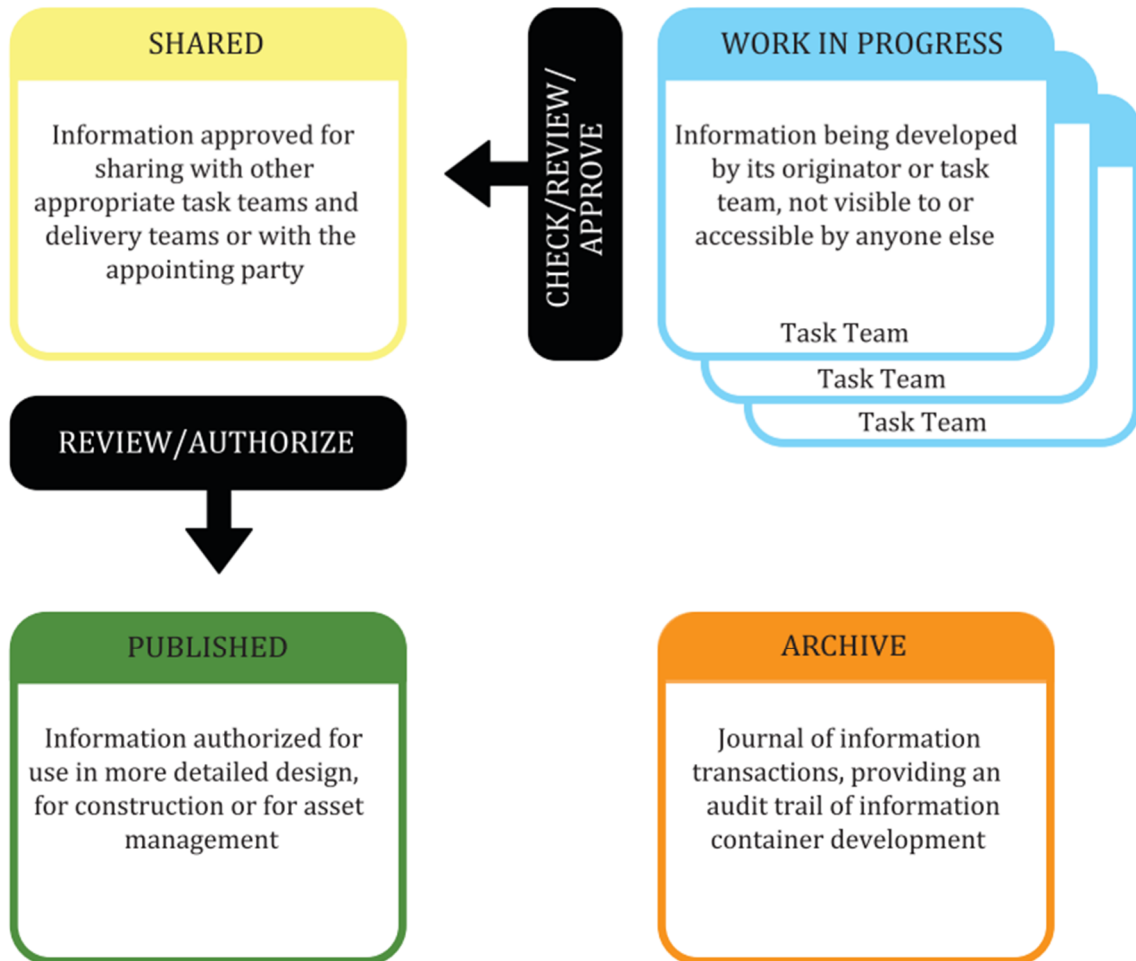 SHARED
Information approved for
sharing with other
appropriate task teams and
delivery teams or with the
appointing party
CHECK/REVIEW/
APPROVE
WORK IN PROGRESS
Information being developed
by its originator or task
team, not visible to or
accessible by anyone else
Task Team
Task Team
Task Team
REVIEW/AUTHORIZE
PUBLISHED
Information authorized for
use in more detailed design,
for construction or for asset
management
ARCHIVE
Journal of information
transactions, providing an
audit trail of information
container development